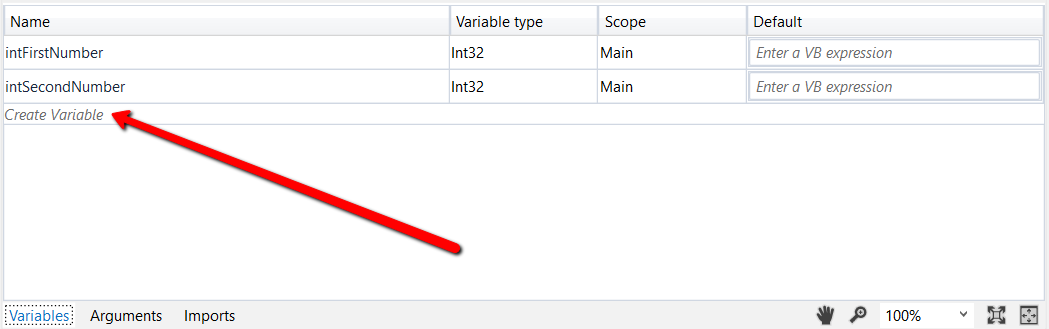 Name Variable type Scope Default
intFirstNumber Int32 Main Enter a VB expression
intSecondNumber Int32 Main Enter a VB expression
Create Variable
Variables Arguments Imports 100%